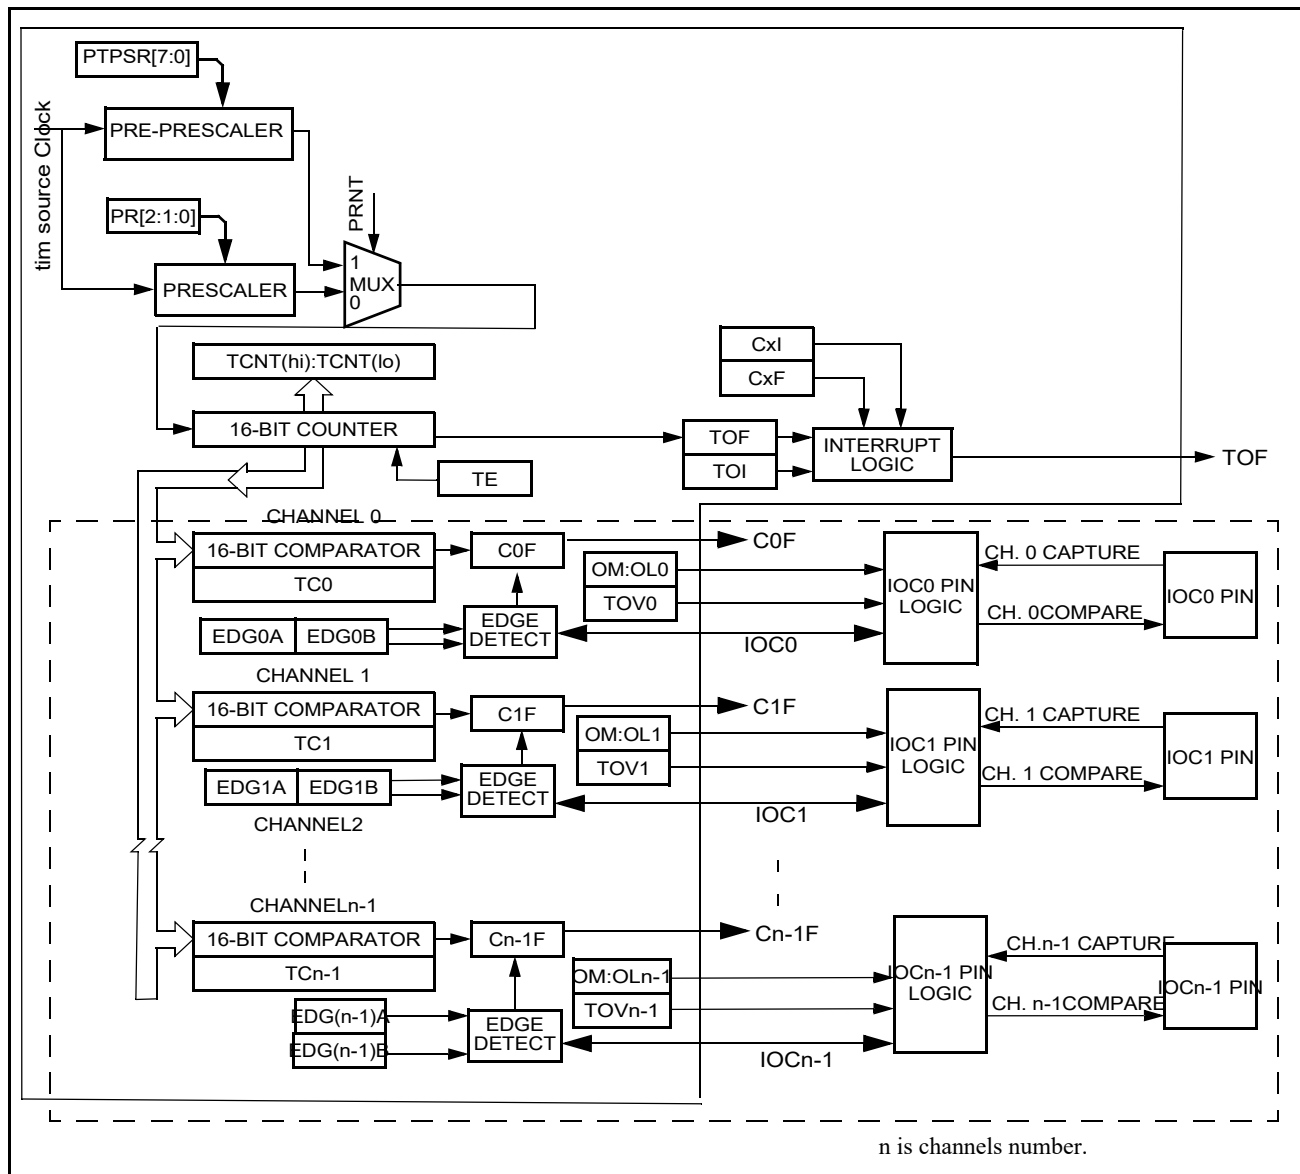 PTPSR[7:0]
tim source Clock
PRE-PRESCALER
PR[2:1:0]
PRNT
PRESCALER
1
MUX
0
TCNT(hi):TCNT(lo)
CxI
CxF
16-BIT COUNTER
TOF
TOI
INTERRUPT
LOGIC
TOF
TE
CHANNEL 0
16-BIT COMPARATOR
TC0
C0F
C0F
OM:OL0
TOV0
IOC0 PIN
LOGIC
CH. 0 CAPTURE
CH. 0COMPARE
IOC0 PIN
EDG0A
EDG0B
EDGE
DETECT
IOC0
CHANNEL 1
16-BIT COMPARATOR
TC1
C1F
C1F
OM:OL1
TOV1
IOC1 PIN
LOGIC
CH. 1 CAPTURE
CH. 1 COMPARE
IOC1 PIN
EDG1A
EDG1B
EDGE
DETECT
IOC1
CHANNEL2
CHANNELn-1
16-BIT COMPARATOR
TCn-1
Cn-1F
Cn-1F
OM:OLn-1
TOVn-1
IOCn-1 PIN
LOGIC
CH.n-1 CAPTURE
CH. n-1COMPARE
IOCn-1 PIN
EDG(n-1)A
EDG(n-1)B
EDGE
DETECT
IOCn-1
n is channels number.